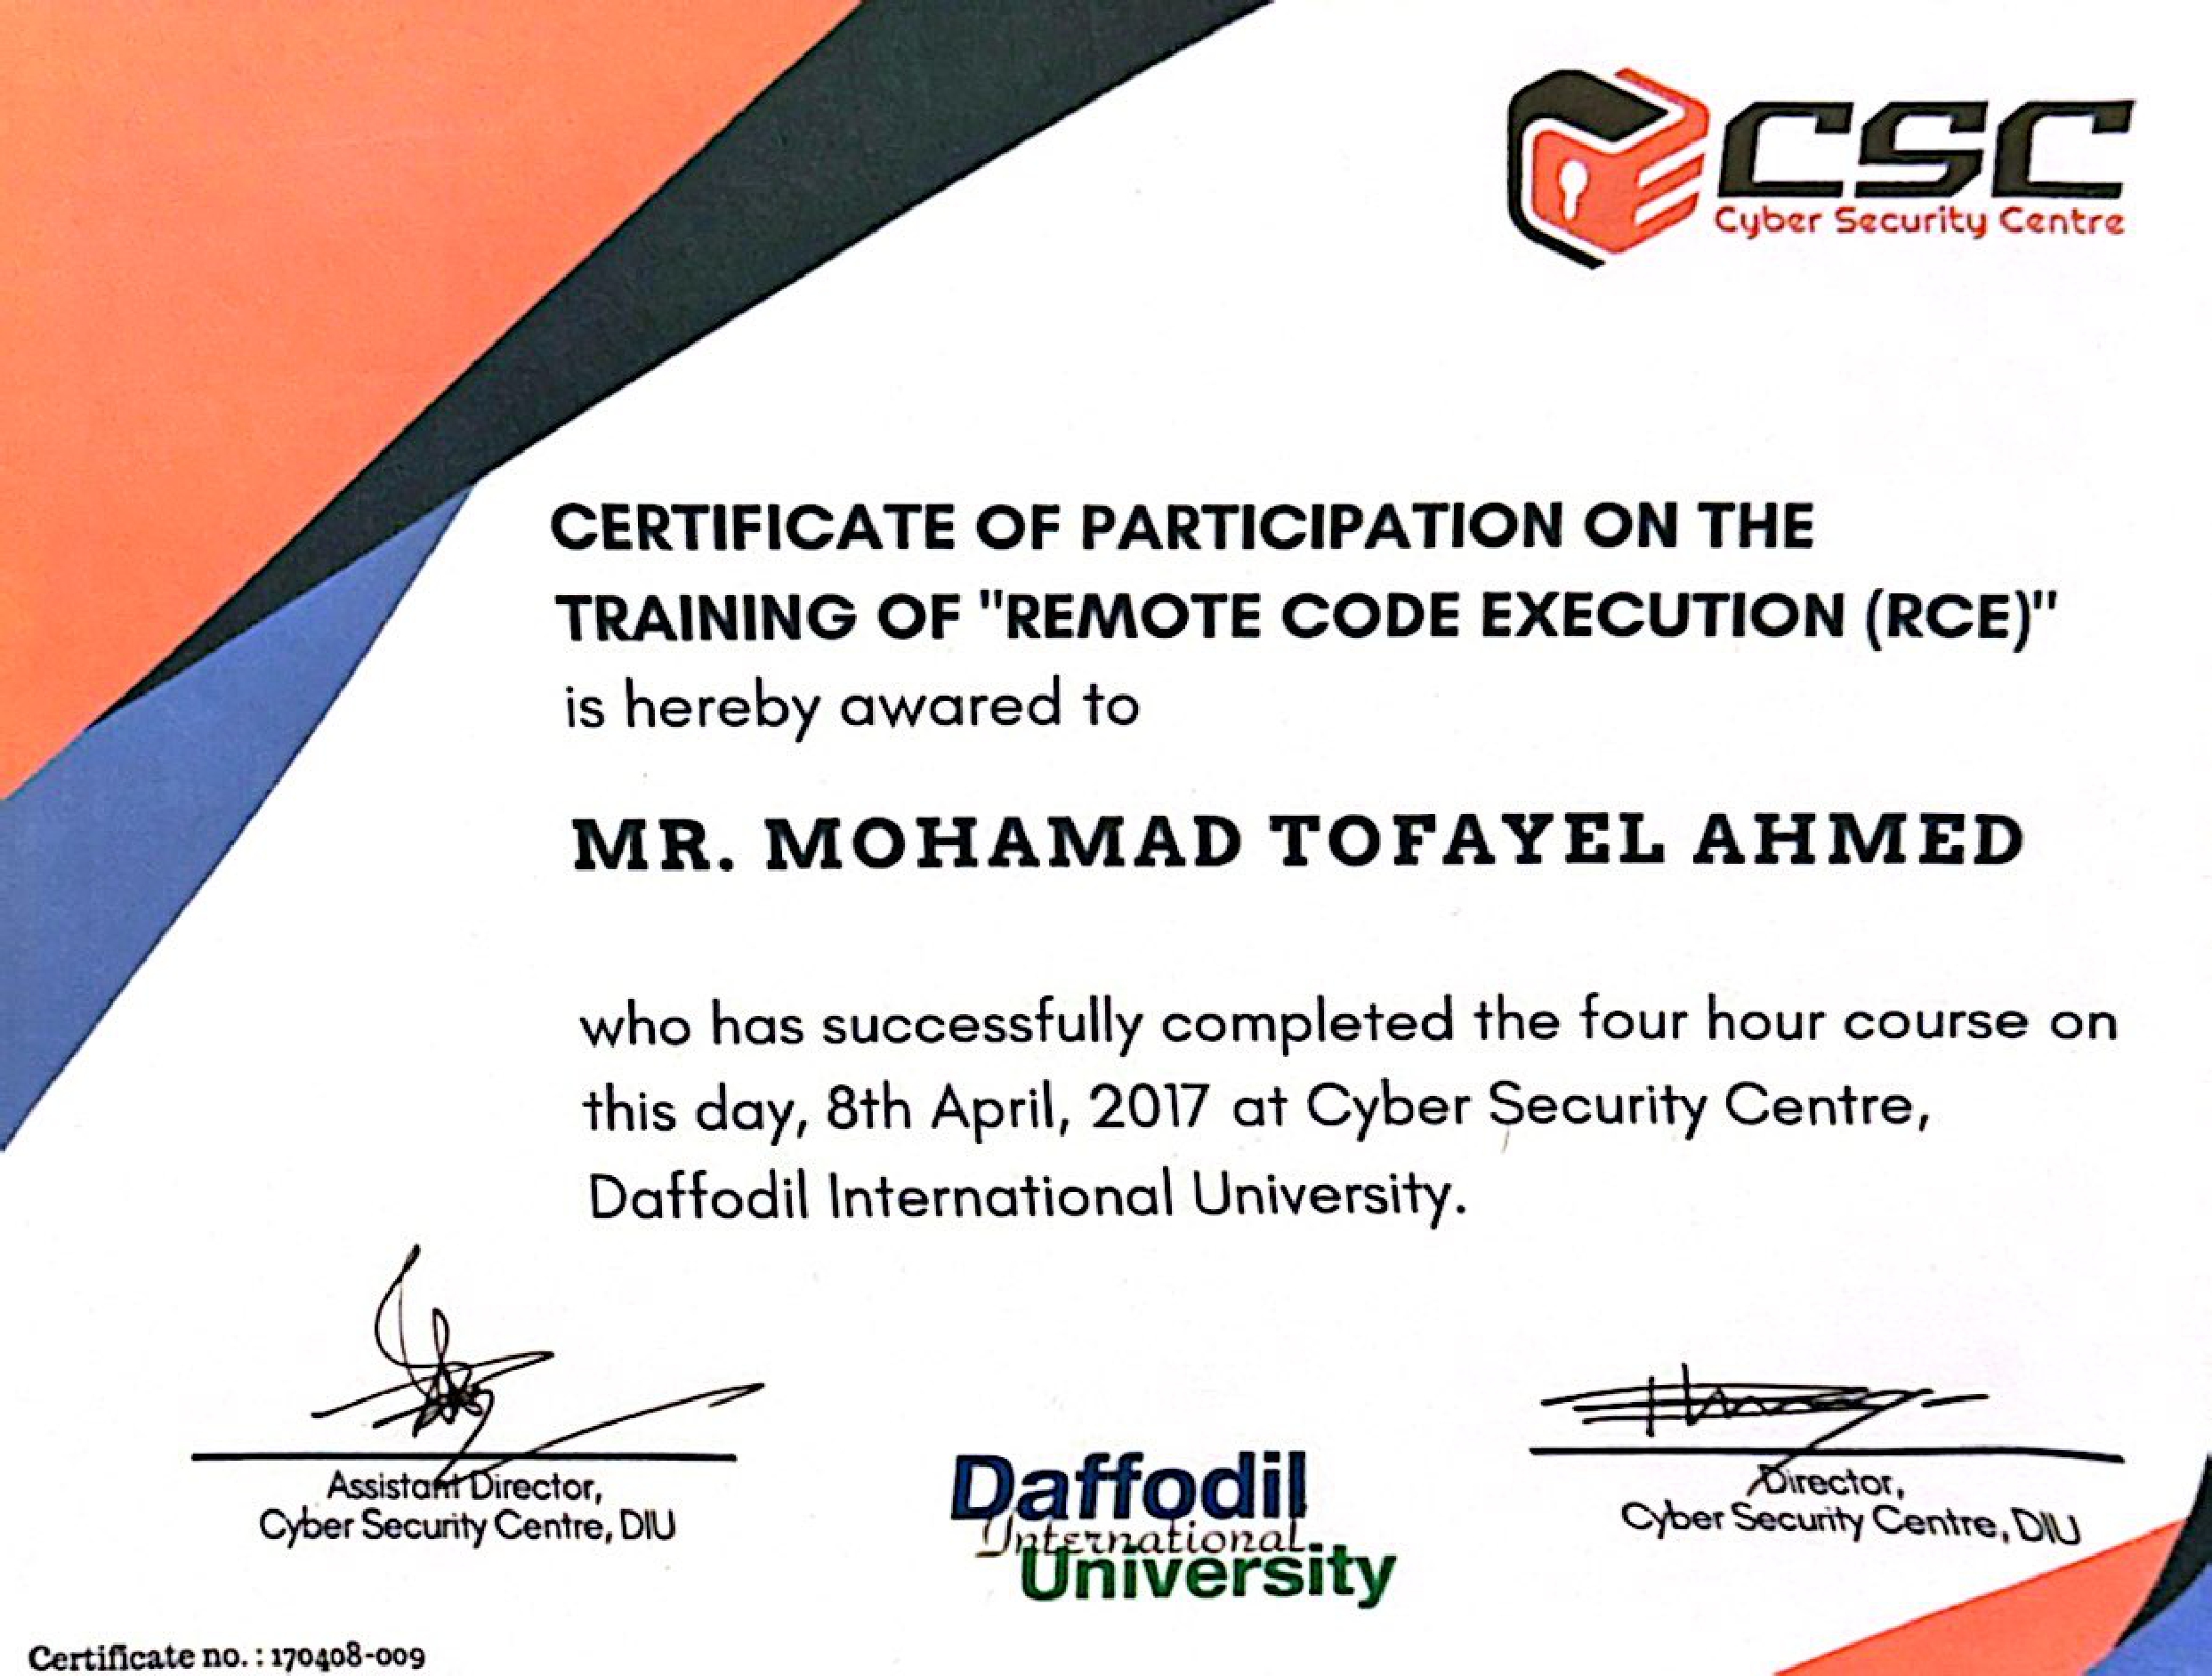 CSC
Cyber Security Centre
CERTIFICATE OF PARTICIPATION ON THE
TRAINING OF "REMOTE CODE EXECUTION (RCE)"
is hereby awared to
MR. MOHAMAD TOFAYEL AHMED
who has successfully completed the four hour course on
this day, 8th April, 2017 at Cyber Security Centre,
Daffodil International University.
Assistant Director,
Cyber Security Centre, DIU
Daffodil
International
University
Director,
Cyber Security Centre, DIU
Certificate no. : 170408-009